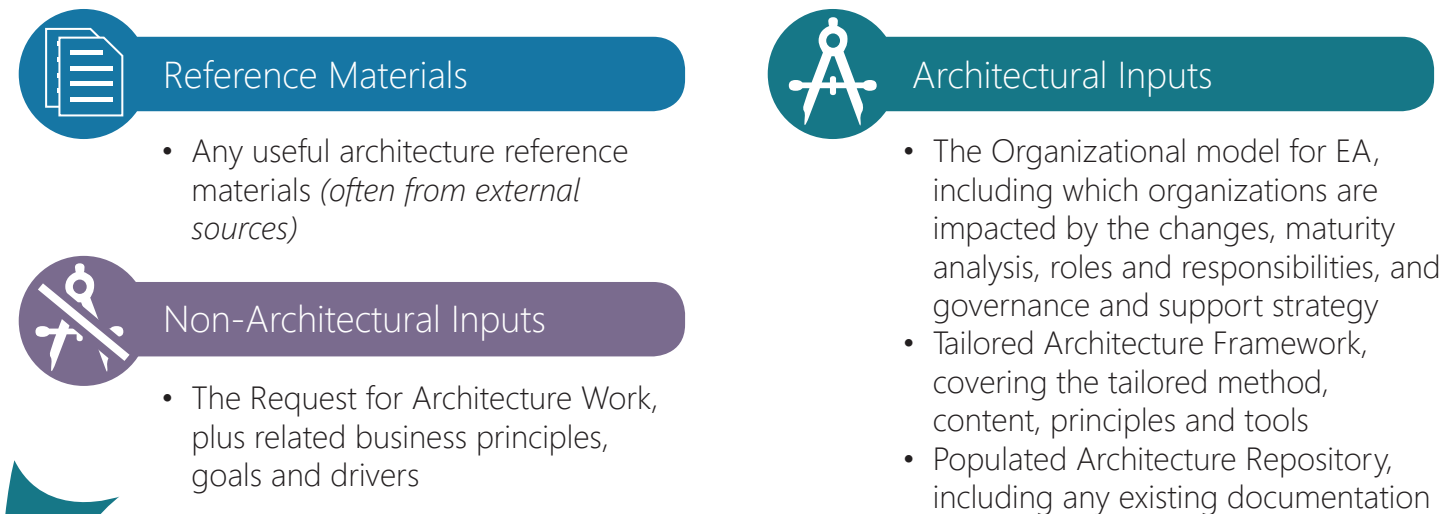 Reference Materials
• Any useful architecture reference
materials (often from external
sources)
Non-Architectural Inputs
• The Request for Architecture Work,
plus related business principles,
goals and drivers
Architectural Inputs
• The Organizational model for EA,
including which organizations are
impacted by the changes, maturity
analysis, roles and responsibilities, and
governance and support strategy
• Tailored Architecture Framework,
covering the tailored method,
content, principles and tools
• Populated Architecture Repository,
including any existing documentation